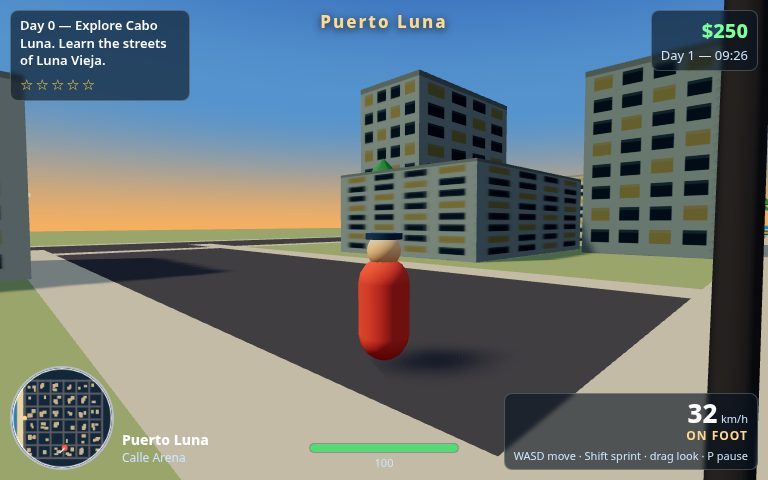 Day 0 — Explore Cabo
Luna. Learn the streets
of Luna Vieja.
☆☆☆☆☆
Puerto Luna
$250
Day 1 — 09:26
Puerto Luna
Calle Arena
100
32 km/h
ON FOOT
WASD move · Shift sprint · drag look · P pause